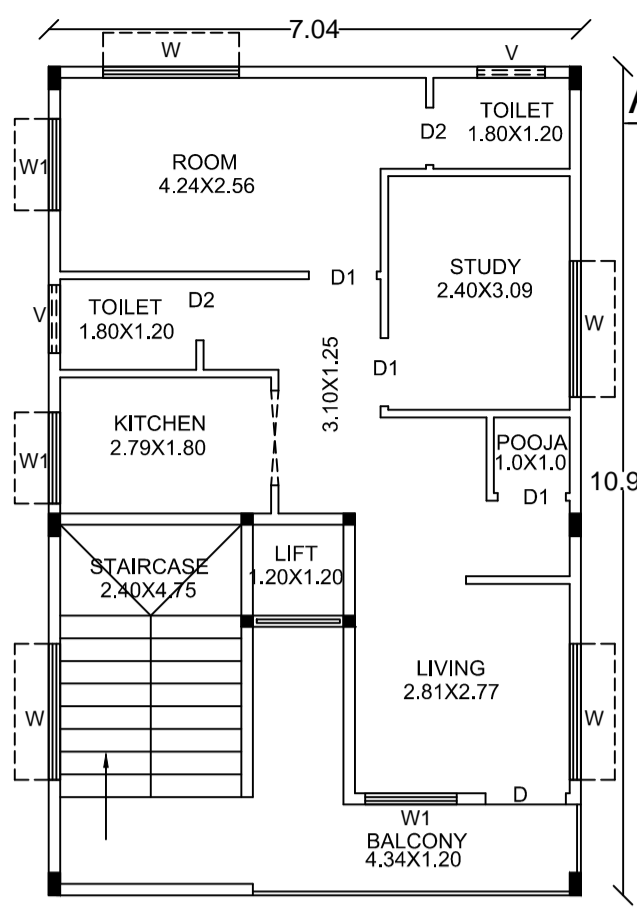 7.04
W
V
TOILET
1.80X1.20
D2
W1
ROOM
4.24X2.56
STUDY
2.40X3.09
D1
TOILET
1.80X1.20
D2
V
W
3.10X1.25
D1
KITCHEN
2.79X1.80
W1
POOJA
1.0X1.0
D1
10.9
LIFT
1.20X1.20
STAIRCASE
2.40X4.75
LIVING
2.81X2.77
W
W
D
W1
BALCONY
4.34X1.20